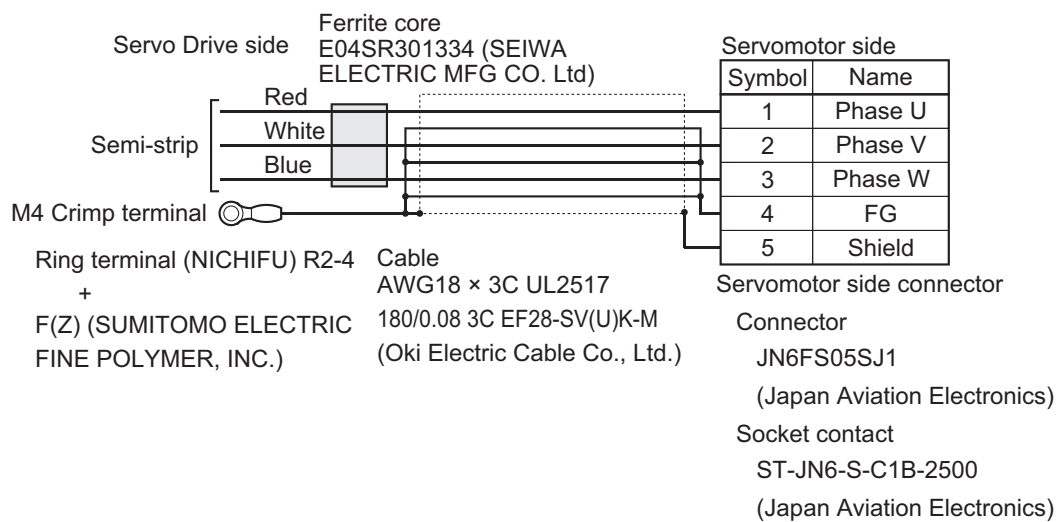 Ferrite core
E04SR301334 (SEIWA
ELECTRIC MFG CO. Ltd)
Servo Drive side
Servomotor side
Symbol Name
Red
1 Phase U
White
2 Phase V
Semi-strip
Blue
3 Phase W
M4 Crimp terminal
4 FG
5 Shield
Ring terminal (NICHIFU) R2-4
+
F(Z) (SUMITOMO ELECTRIC
FINE POLYMER, INC.)
Cable
AWG18 × 3C UL2517
180/0.08 3C EF28-SV(U)K-M
(Oki Electric Cable Co., Ltd.)
Servomotor side connector
Connector
JN6FS05SJ1
(Japan Aviation Electronics)
Socket contact
ST-JN6-S-C1B-2500
(Japan Aviation Electronics)